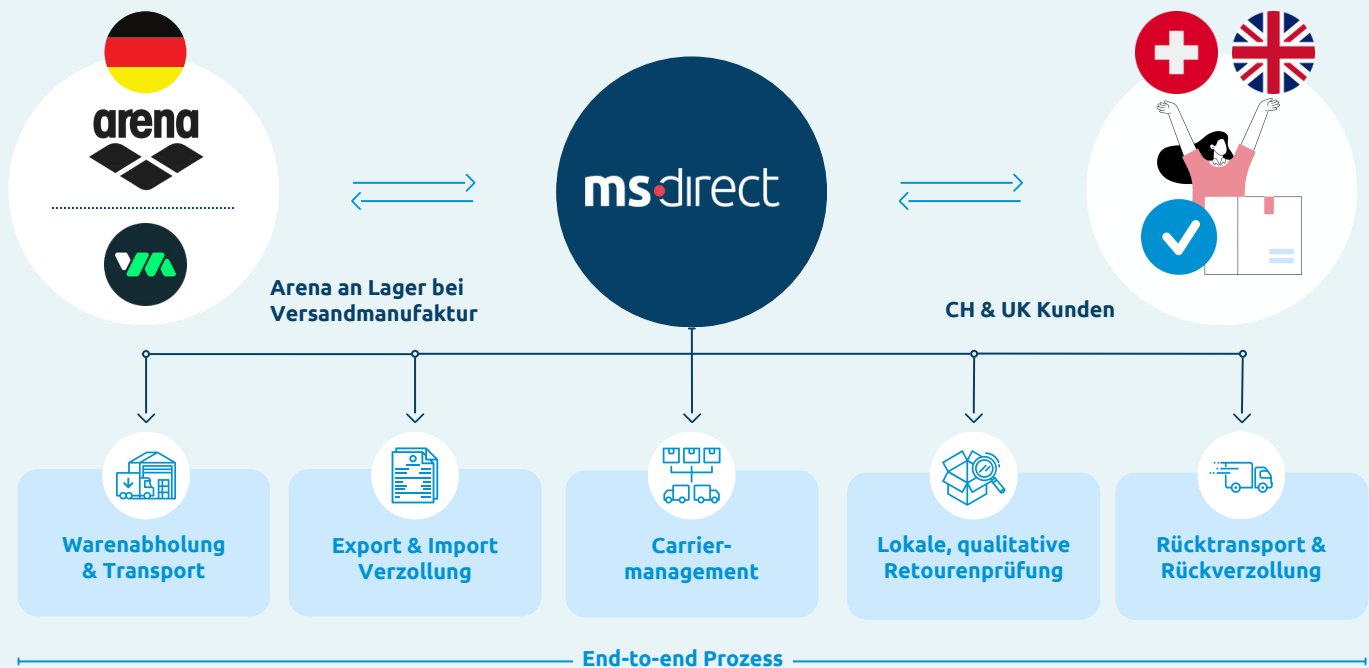 arena
ms direct
Arena an Lager bei
Versandmanufaktur
CH & UK Kunden
Warenabholung
& Transport
Export & Import
Verzollung
Carrier-
management
Lokale, qualitative
Retourenprüfung
Rücktransport &
Rückverzollung
End-to-end Prozess